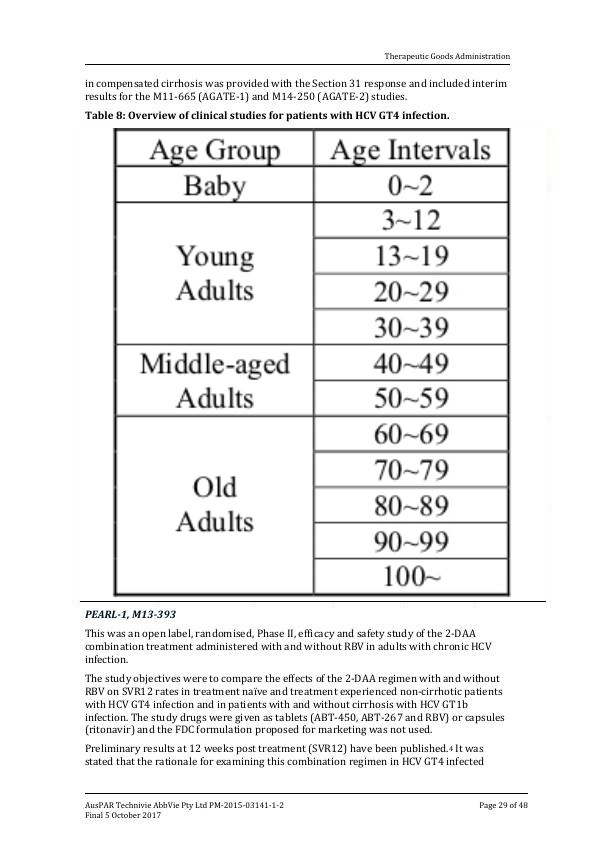 Therapeutic Goods Administration
in compensated cirrhosis was provided with the Section 31 response and included interim
results for the M11-665 (AGATE-1) and M14-250 (AGATE-2) studies.
Table 8: Overview of clinical studies for patients with HCV GT4 infection.
Age Group Age Intervals
Baby 0~2
Young Adults 3~12
13~19
20~29
30~39
Middle-aged Adults 40~49
50~59
Old Adults 60~69
70~79
80~89
90~99
100~
PEARL-1, M13-393
This was an open label, randomised, Phase II, efficacy and safety study of the 2-DAA
combination treatment administered with and without RBV in adults with chronic HCV
infection.
The study objectives were to compare the effects of the 2-DAA regimen with and without
RBV on SVR12 rates in treatment naïve and treatment experienced non-cirrhotic patients
with HCV GT4 infection and in patients with and without cirrhosis with HCV GT1b
infection. The study drugs were given as tablets (ABT-450, ABT-267 and RBV) or capsules
(ritonavir) and the FDC formulation proposed for marketing was not used.
Preliminary results at 12 weeks post treatment (SVR12) have been published.4 It was
stated that the rationale for examining this combination regimen in HCV GT4 infected
AusPAR Technivie AbbVie Pty Ltd PM-2015-03141-1-2 Page 29 of 48
Final 5 October 2017